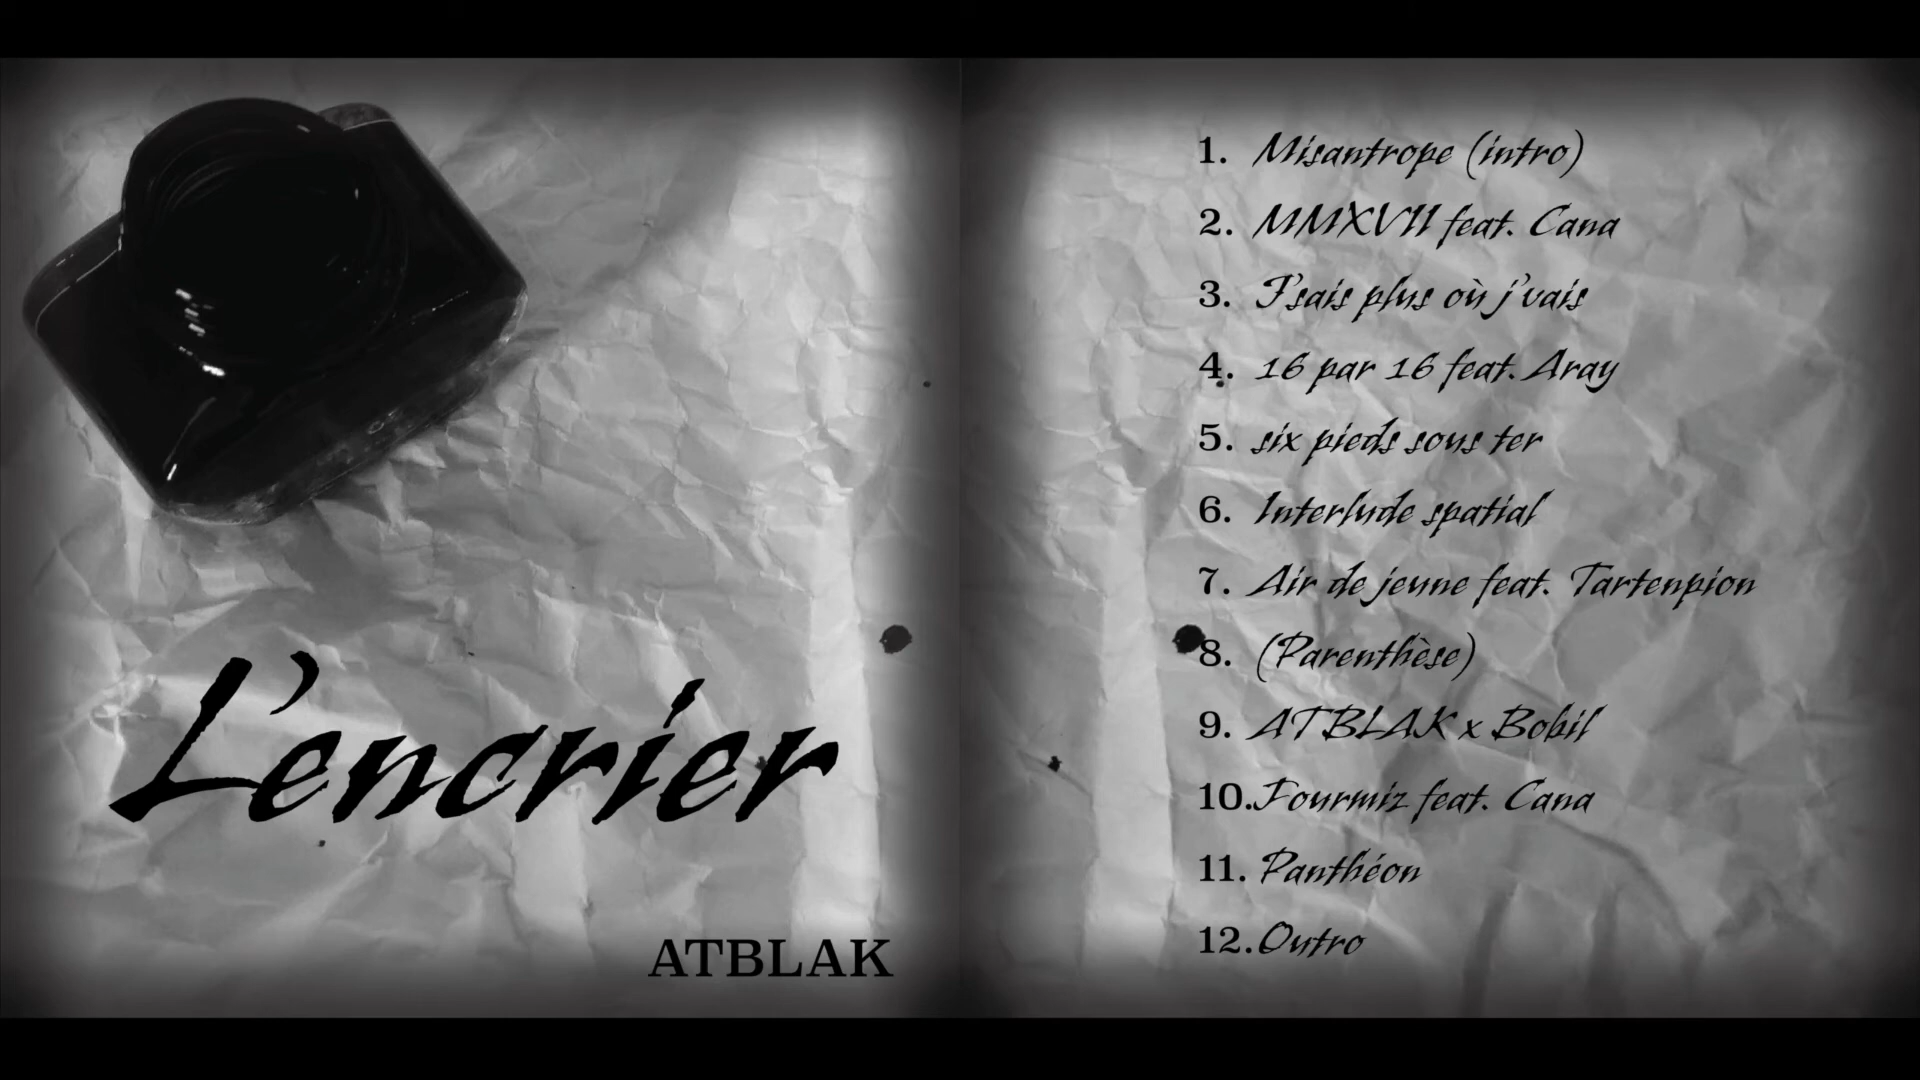 L'encrier
ATBLAK
1. Misantrope (intro)
2. MMXVII feat. Cana
3. J'sais plus où j'vais
4. 16 par 16 feat. Aray
5. six pieds sous ter
6. Interlude spatial
7. Air de jeune feat. Tartenpion
8. (Parenthèse)
9. ATBLAK x Bobil
10. Fourmiz feat. Cana
11. Panthéon
12. Outro